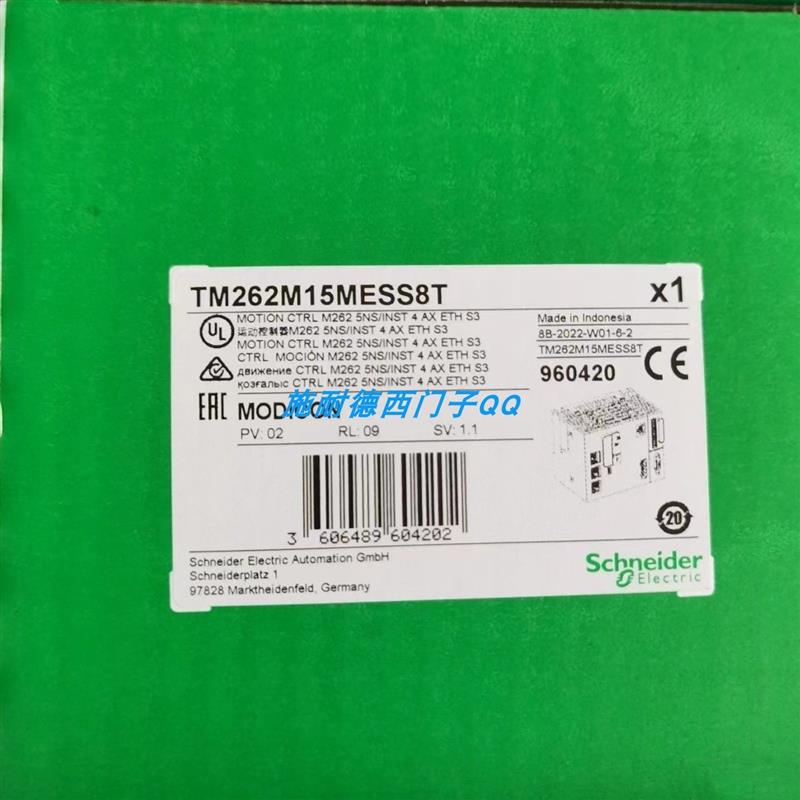 TM262M15MESS8T
x1
MOTION CTRL M262 5NS/INST 4 AX ETH S3
运动控制器M262 5NS/INST 4 AX ETH S3
MOTION CTRL M262 5NS/INST 4 AX ETH S3
CTRL MOCIÓN M262 5NS/INST 4 AX ETH S3
движение CTRL M262 5NS/INST 4 AX ETH S3
қозғалыс CTRL M262 5NS/INST 4 AX ETH S3
UL
Made in Indonesia
8B-2022-W01-6-2
TM262M15MESS8T
960420
CE
EAC
MODICON
施耐德西门子QQ
PV: 02 RL: 09 SV: 1.1
3 606489 604202
20
Schneider Electric Automation GmbH
Schneiderplatz 1
97828 Marktheidenfeld, Germany
Schneider
Electric